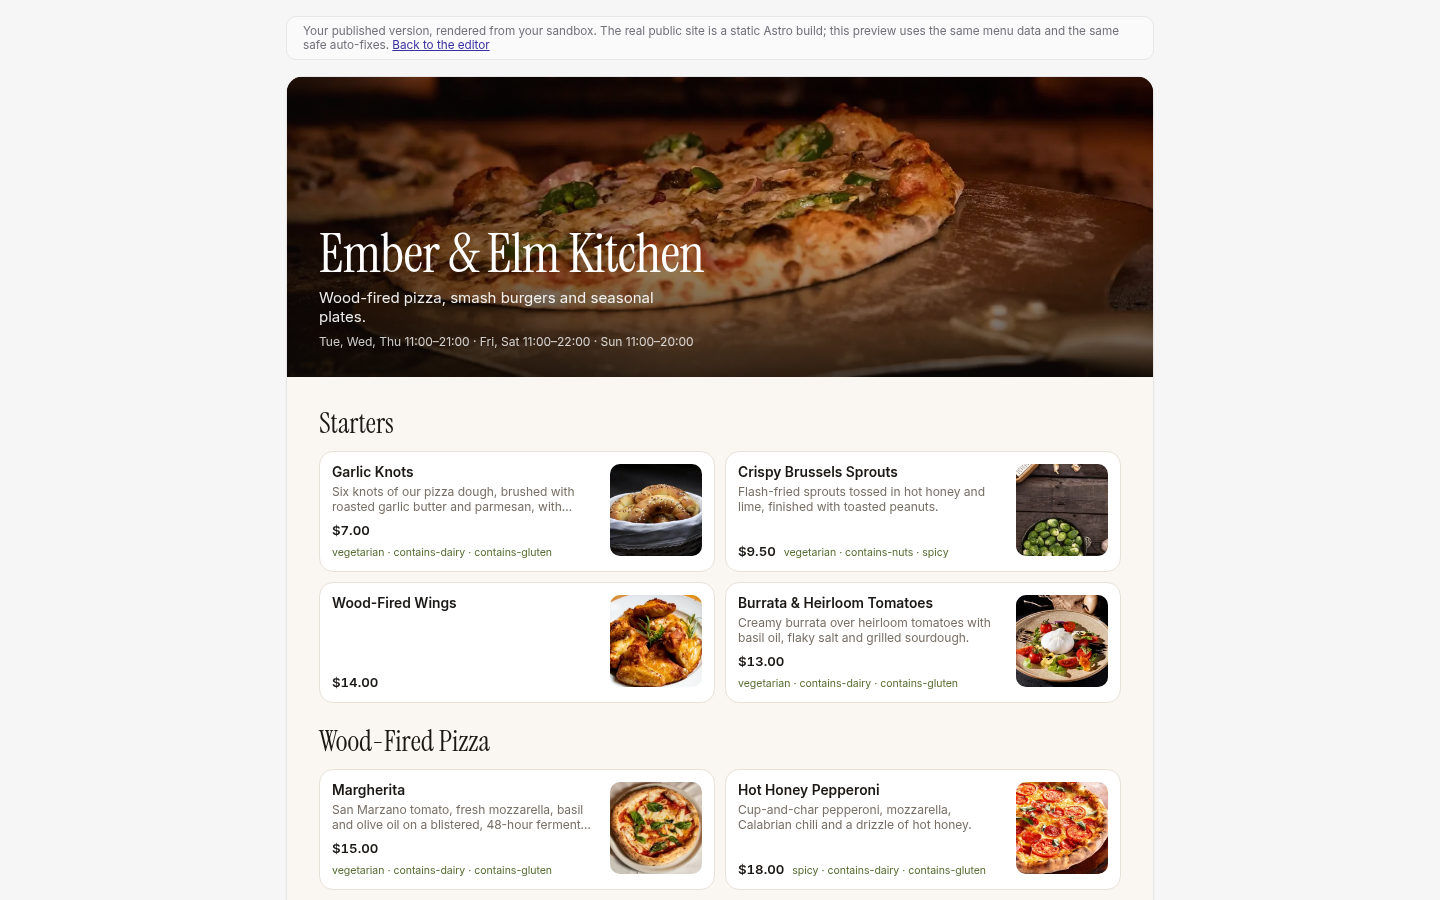 Your published version, rendered from your sandbox. The real public site is a static Astro build; this preview uses the same menu data and the same
safe auto-fixes. Back to the editor
Ember & Elm Kitchen
Wood-fired pizza, smash burgers and seasonal
plates.
Tue, Wed, Thu 11:00–21:00 · Fri, Sat 11:00–22:00 · Sun 11:00–20:00
Starters
Garlic Knots
Six knots of our pizza dough, brushed with
roasted garlic butter and parmesan, with…
$7.00
vegetarian · contains-dairy · contains-gluten
Crispy Brussels Sprouts
Flash-fried sprouts tossed in hot honey and
lime, finished with toasted peanuts.
$9.50 vegetarian · contains-nuts · spicy
Wood-Fired Wings
$14.00
Burrata & Heirloom Tomatoes
Creamy burrata over heirloom tomatoes with
basil oil, flaky salt and grilled sourdough.
$13.00
vegetarian · contains-dairy · contains-gluten
Wood-Fired Pizza
Margherita
San Marzano tomato, fresh mozzarella, basil
and olive oil on a blistered, 48-hour ferment…
$15.00
vegetarian · contains-dairy · contains-gluten
Hot Honey Pepperoni
Cup-and-char pepperoni, mozzarella,
Calabrian chili and a drizzle of hot honey.
$18.00 spicy · contains-dairy · contains-gluten